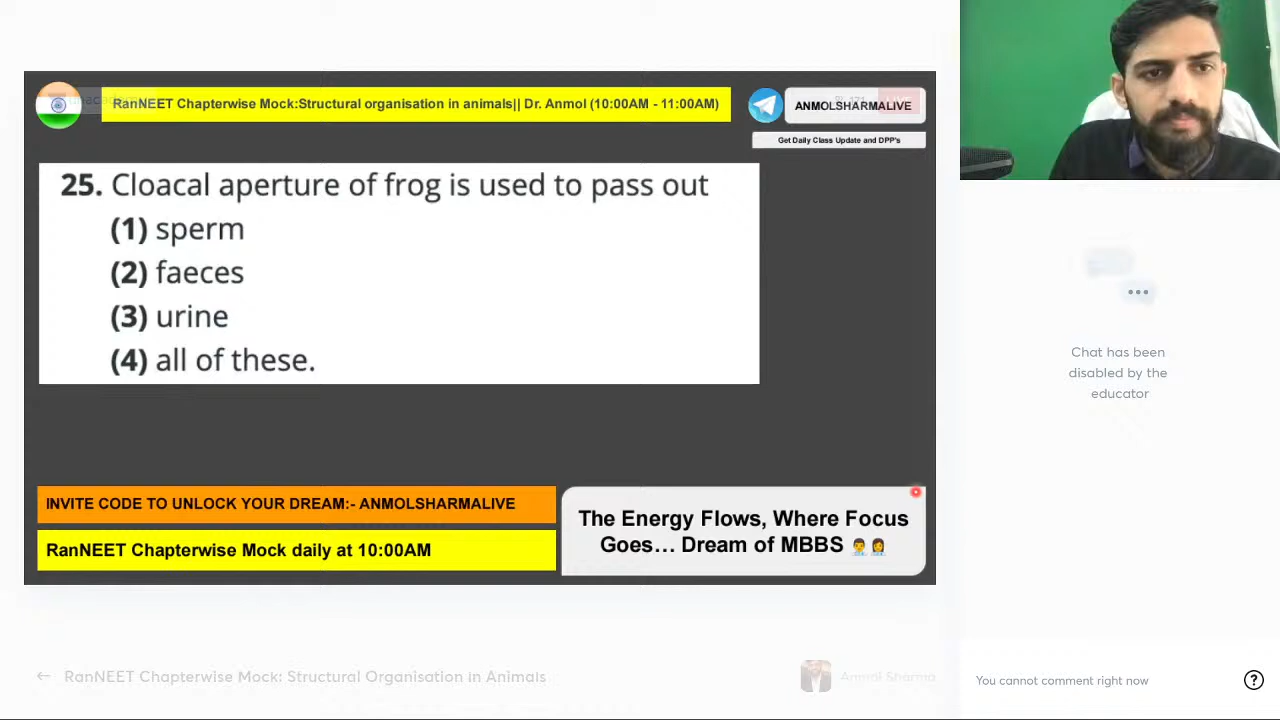 RanNEET Chapterwise Mock:Structural organisation in animals|| Dr. Anmol (10:00AM - 11:00AM)
ANMOLSHARMALIVE
Get Daily Class Update and DPP's
25. Cloacal aperture of frog is used to pass out
(1) sperm
(2) faeces
(3) urine
(4) all of these.
INVITE CODE TO UNLOCK YOUR DREAM:- ANMOLSHARMALIVE
RanNEET Chapterwise Mock daily at 10:00AM
The Energy Flows, Where Focus
Goes... Dream of MBBS 👨‍⚕️👩‍⚕️
Chat has been
disabled by the
educator
← RanNEET Chapterwise Mock: Structural Organisation in Animals
Anmol Sharma
You cannot comment right now
?